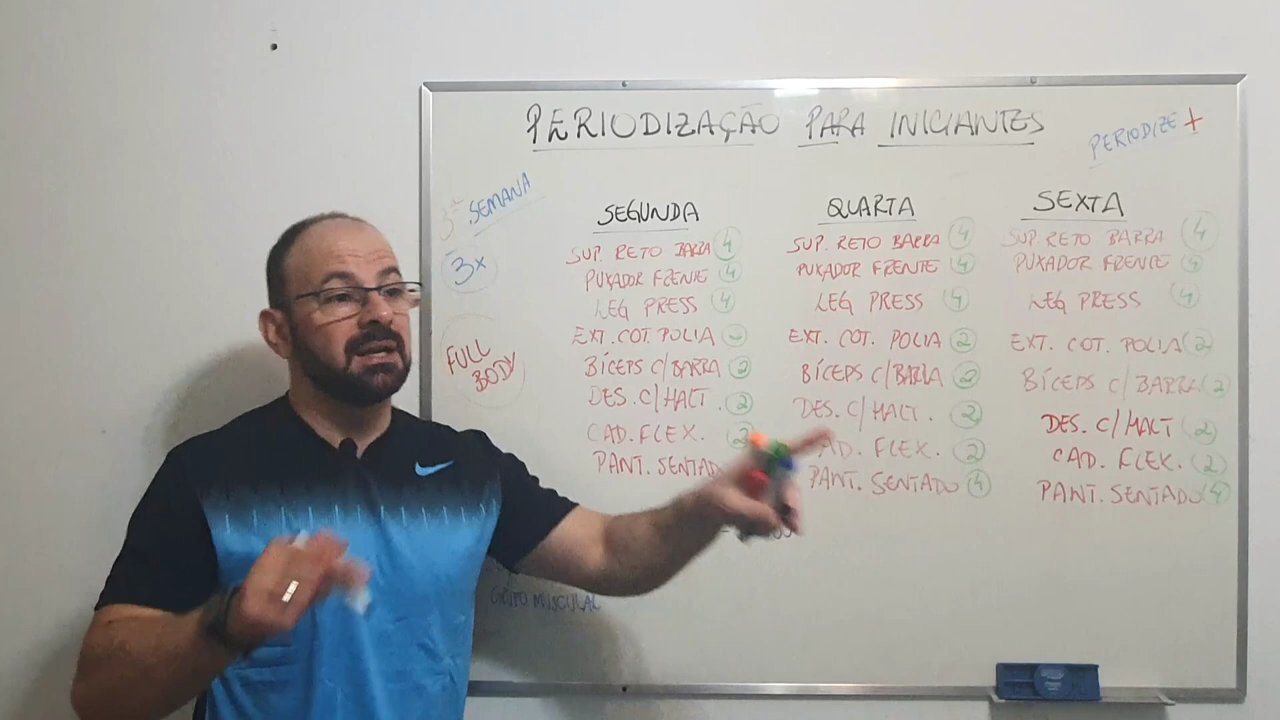 PERIODIZAÇÃO PARA INICIANTES
PERIODIZE +
3ª SEMANA
3x
FULL
BODY
SEGUNDA
SUP. RETO BARRA 4
PUXADOR FRENTE 4
LEG PRESS 4
EXT. COT. POLIA
BÍCEPS C/BARRA 2
DES. C/HALT. 2
CAD. FLEX. 2
PANT. SENTAD
QUARTA
SUP. RETO BARRA 4
PUXADOR FRENTE 4
LEG PRESS 4
EXT. COT. POLIA 2
BÍCEPS C/BARRA 2
DES. C/HALT. 2
AD. FLEX. 2
PANT. SENTADO 4
SEXTA
SUP. RETO BARRA 4
PUXADOR FRENTE 4
LEG PRESS 4
EXT. COT. POLIA 2
BÍCEPS C/BARRA 2
DES. C/HALT 2
CAD. FLEX. 2
PANT. SENTADO 4
GRUPO MUSCULAR